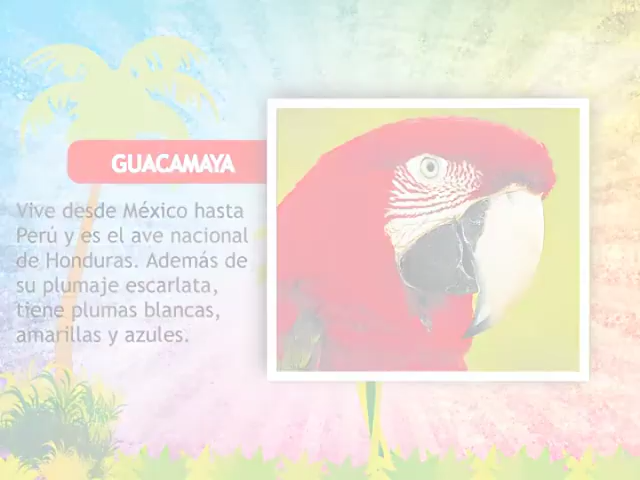 GUACAMAYA
Vive desde México hasta
Perú y es el ave nacional
de Honduras. Además de
su plumaje escarlata,
tiene plumas blancas,
amarillas y azules.